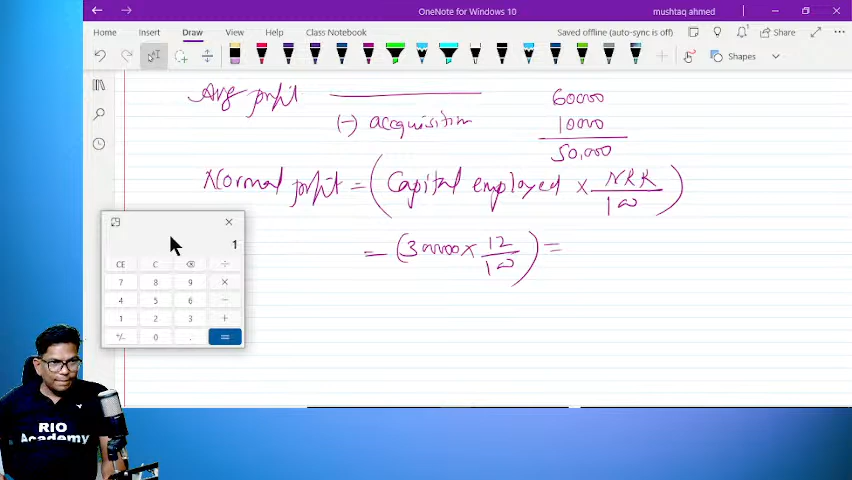 OneNote for Windows 10
mushtaq ahmed
Home Insert Draw View Help Class Notebook
Saved offline (auto-sync is off)
Share
Shapes
Avg profit 60000
(-) accquisition 10000
50,000
Normal profit = (Capital employed × NRR/100)
= (300000 × 12/100) =
1
CE C ÷
7 8 9 ×
4 5 6 −
1 2 3 +
+/- 0 . =
RIO
Academy